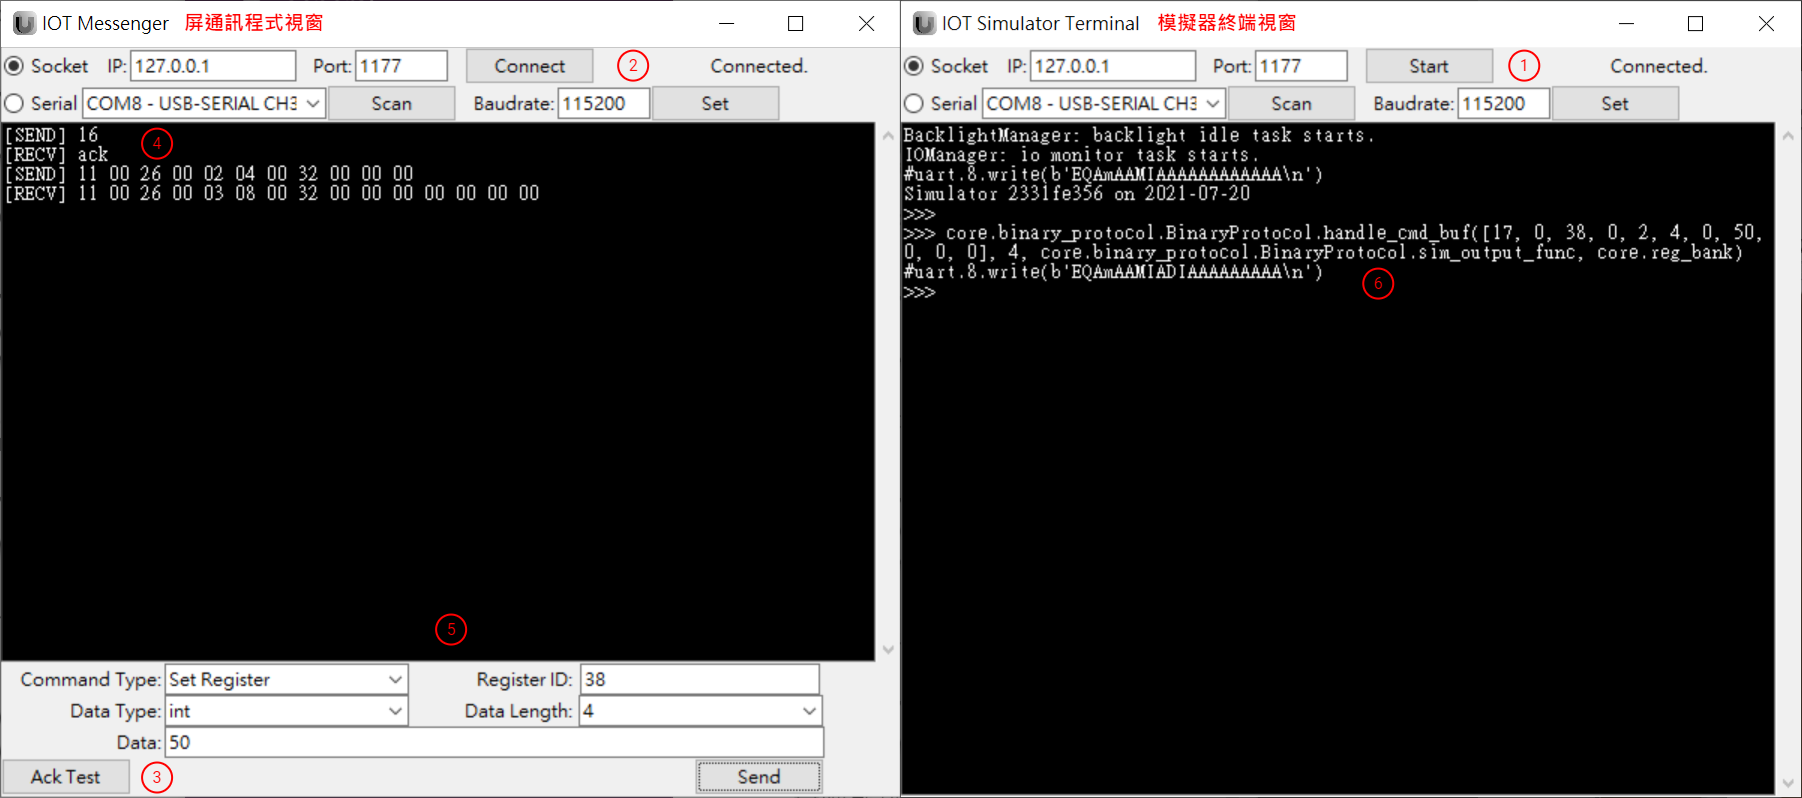 IOT Messenger 屏通訊程式視窗
Socket IP: 127.0.0.1 Port: 1177 Connect 2 Connected.
Serial COM8 - USB-SERIAL CH3 Scan Baudrate: 115200 Set
[SEND] 16
4
[RECV] ack
[SEND] 11 00 26 00 02 04 00 32 00 00 00
[RECV] 11 00 26 00 03 08 00 32 00 00 00 00 00 00 00
5
Command Type: Set Register Register ID: 38
Data Type: int Data Length: 4
Data: 50
Ack Test 3 Send
IOT Simulator Terminal 模擬器終端視窗
Socket IP: 127.0.0.1 Port: 1177 Start 1 Connected.
Serial COM8 - USB-SERIAL CH3 Scan Baudrate: 115200 Set
BacklightManager: backlight idle task starts.
IOManager: io monitor task starts.
#uart.8.write(b'EQAmAAMIAAAAAAAAAAAA\n')
Simulator 2331fe356 on 2021-07-20
>>>
>>> core.binary_protocol.BinaryProtocol.handle_cmd_buf([17, 0, 38, 0, 2, 4, 0, 50,
0, 0, 0], 4, core.binary_protocol.BinaryProtocol.sim_output_func, core.reg_bank)
#uart.8.write(b'EQAmAAMIADIAAAAAAAAA\n')
6
>>>